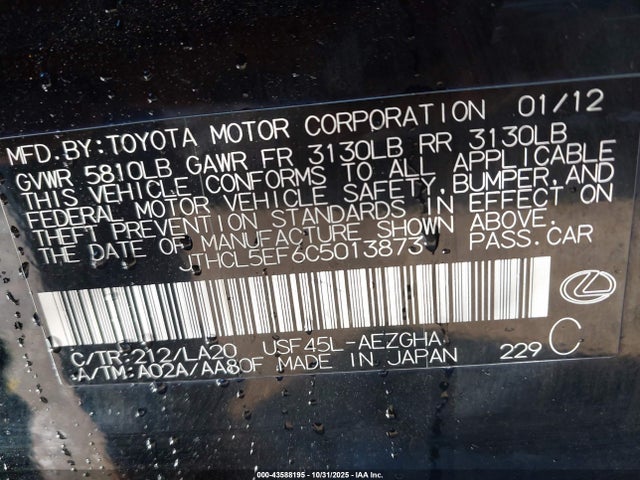 MFD.BY:TOYOTA MOTOR CORPORATION 01/12
GVWR 5810LB GAWR FR 3130LB RR 3130LB
THIS VEHICLE CONFORMS TO ALL APPLICABLE
FEDERAL MOTOR VEHICLE SAFETY,BUMPER,AND
THEFT PREVENTION STANDARDS IN EFFECT ON
THE DATE OF MANUFACTURE SHOWN ABOVE.
JTHCL5EF6C5013873 PASS.CAR
C/TR:212/LA20 USF45L-AEZGHA
A/TM:A02A/AA80F MADE IN JAPAN 229 C
000-43588195 - 10/31/2025 - IAA Inc.